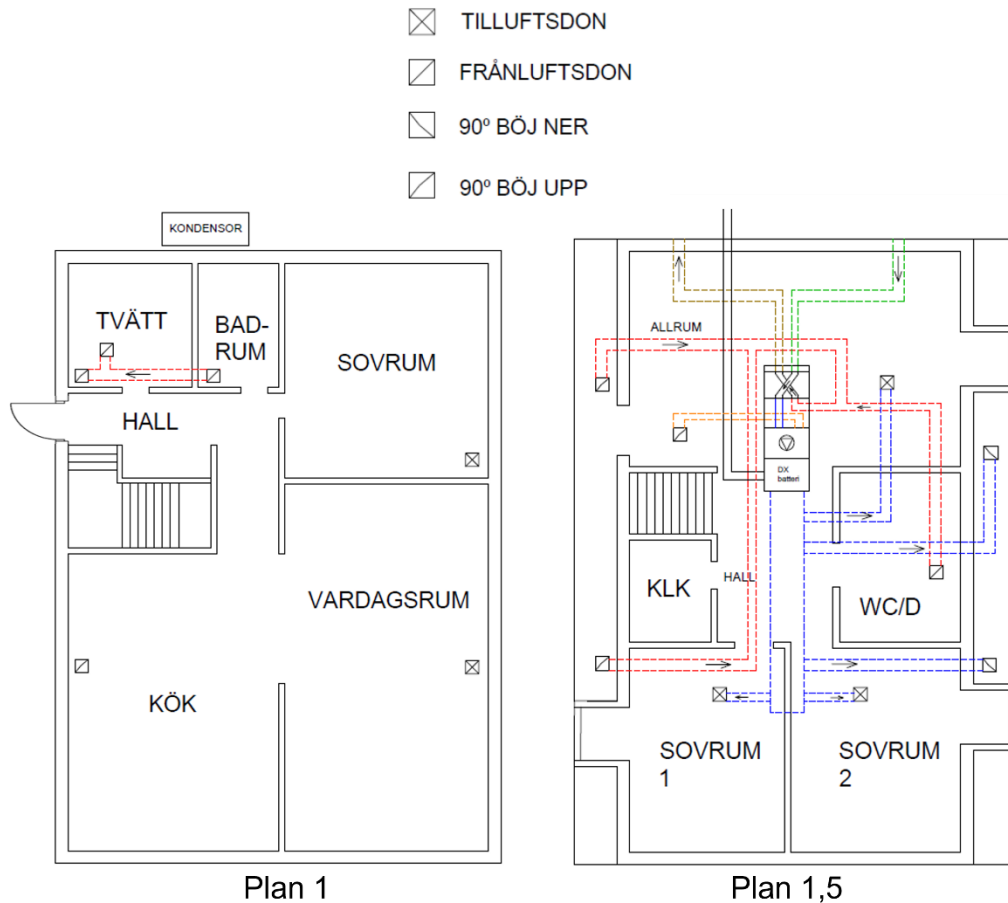 TILLUFTSDON
FRÅNLUFTSDON
90º BÖJ NER
90º BÖJ UPP
KONDENSOR
TVÄTT
BAD-
RUM
SOVRUM
HALL
VARDAGSRUM
KÖK
Plan 1
ALLRUM
DX
batteri
KLK
HALL
WC/D
SOVRUM
1
SOVRUM
2
Plan 1,5